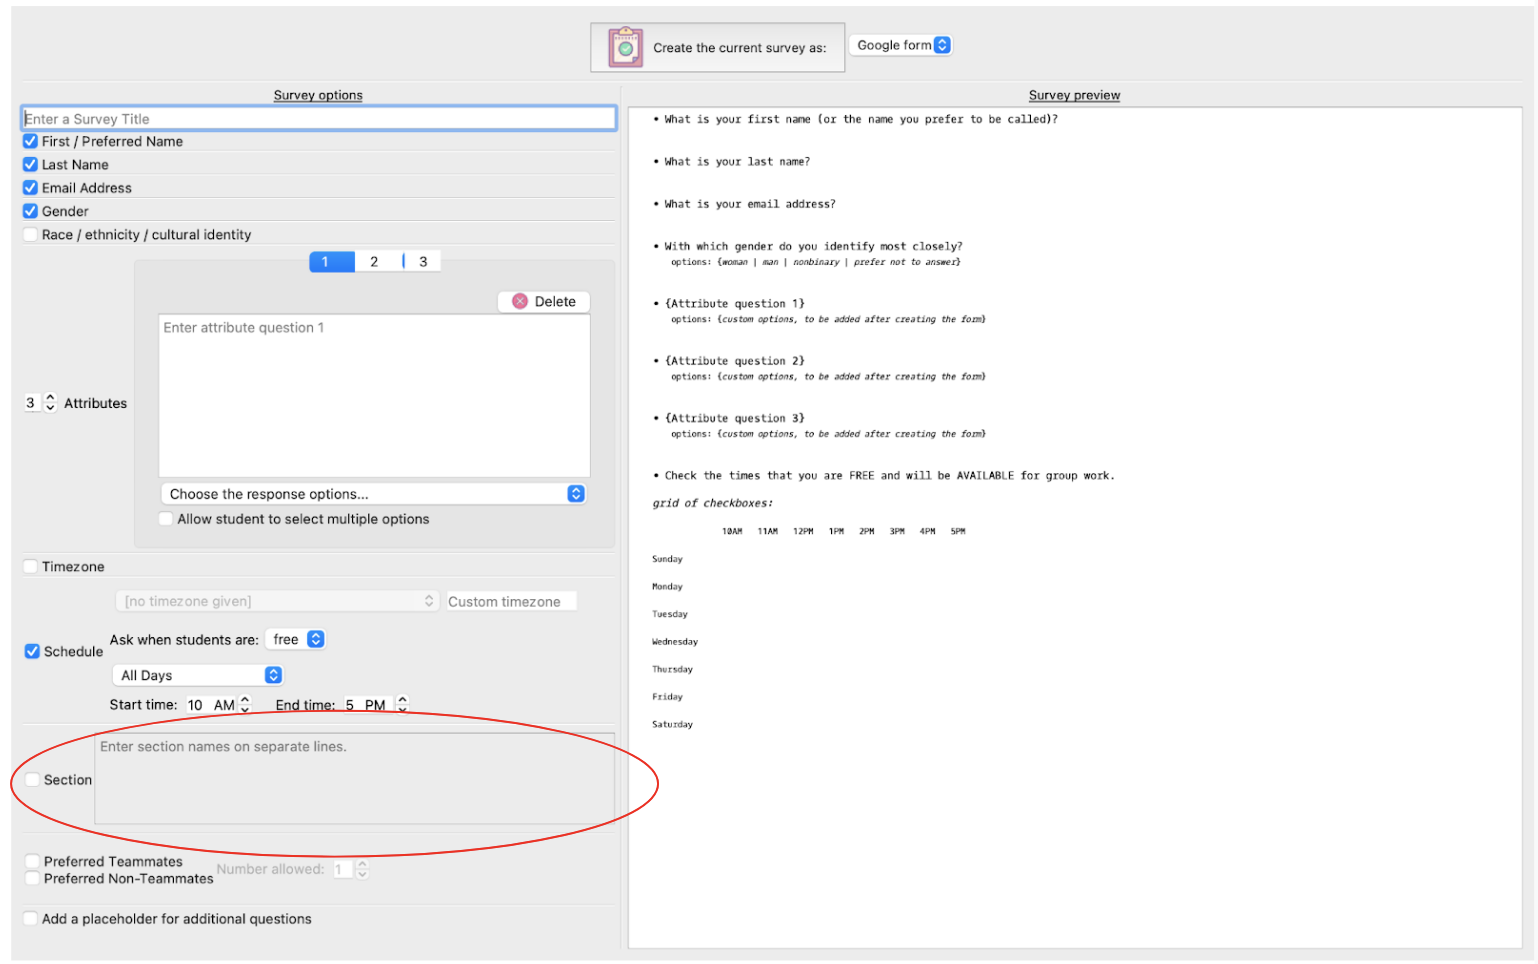 Create the current survey as:
Google form
Survey options
Enter a Survey Title
First / Preferred Name
Last Name
Email Address
Gender
Race / ethnicity / cultural identity
1 2 3
Delete
Enter attribute question 1
3 Attributes
Choose the response options...
Allow student to select multiple options
Timezone
[no timezone given] Custom timezone
Schedule
Ask when students are: free
All Days
Start time: 10 AM End time: 5 PM
Section
Enter section names on separate lines.
Preferred Teammates
Preferred Non-Teammates
Number allowed: 1
Add a placeholder for additional questions
Survey preview
• What is your first name (or the name you prefer to be called)?
• What is your last name?
• What is your email address?
• With which gender do you identify most closely?
options: {woman | man | nonbinary | prefer not to answer}
• {Attribute question 1}
options: {custom options, to be added after creating the form}
• {Attribute question 2}
options: {custom options, to be added after creating the form}
• {Attribute question 3}
options: {custom options, to be added after creating the form}
• Check the times that you are FREE and will be AVAILABLE for group work.
grid of checkboxes:
10AM 11AM 12PM 1PM 2PM 3PM 4PM 5PM
Sunday
Monday
Tuesday
Wednesday
Thursday
Friday
Saturday